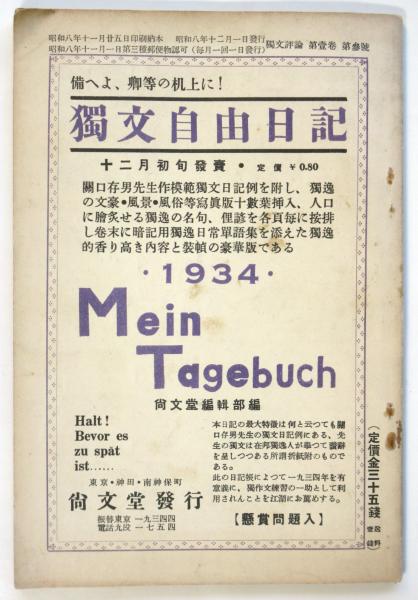 昭和八年十一月廿五日印刷納本　昭和八年十二月一日發行
昭和八年十一月一日第三種郵便物認可（每月一回一日發行）
獨文評論　第壹卷　第參號
備へよ、卿等の机上に！
獨文自由日記
十二月初旬發賣・定價 ￥0.80
關口存男先生作模範獨文日記例を附し、獨逸
の文豪・風景・風俗等寫眞版十數葉挿入、人口
に膾炙せる獨逸の名句、俚諺を各頁每に按排
し卷末に暗記用獨逸日常單語集を添えた獨逸
的香り高き内容と裝幀の豪華版である
・1934・
Mein
Tagebuch
尙文堂編輯部編
Halt!
Bevor es
zu spät
ist......
東京・神田・南神保町
尙文堂發行
振替東京 一九三四四
電話九段 一七五四
本日記の最大特徴は何と云つても關
口存男先生の獨文日記例にある、先
生の獨文は在邦獨逸人が擧つて讃辭
を呈しつつある所謂折紙附のもので
ある。
此の日記帳によつて一九三四年を有
意義に、獨作文練習の一助として利
用されんことを江湖にお薦めする。
【懸賞問題入】
（定價金三十五錢